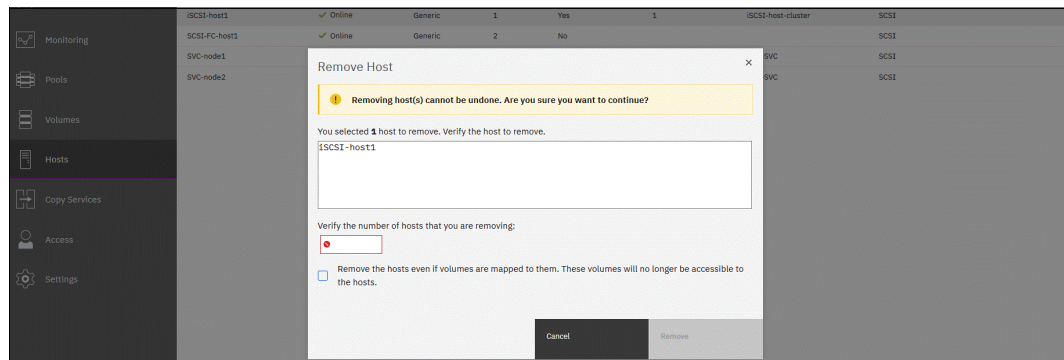 iSCSI-host1 Online Generic 1 Yes 1 iSCSI-host-cluster SCSI
Monitoring
SCSI-FC-host1 Online Generic 2 No SCSI
SVC-node1 SVC SCSI
Remove Host ×
Pools
SVC-node2 SVC SCSI
Removing host(s) cannot be undone. Are you sure you want to continue?
Volumes
You selected 1 host to remove. Verify the host to remove.
iSCSI-host1
Hosts
Copy Services
Verify the number of hosts that you are removing:
Access
Remove the hosts even if volumes are mapped to them. These volumes will no longer be accessible to
the hosts.
Settings
Cancel Remove